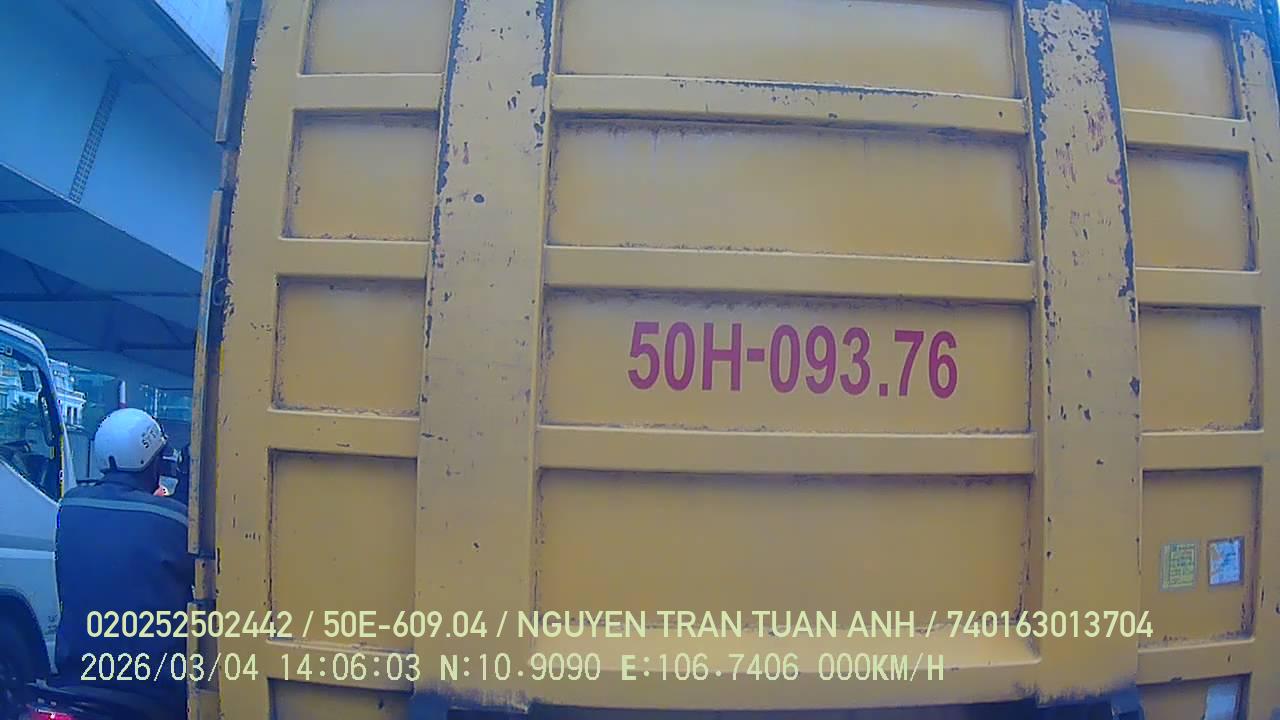 50H-093.76
020252502442 / 50E-609.04 / NGUYEN TRAN TUAN ANH / 740163013704
2026/03/04 14:06:03 N:10.9090 E:106.7406 000KM/H